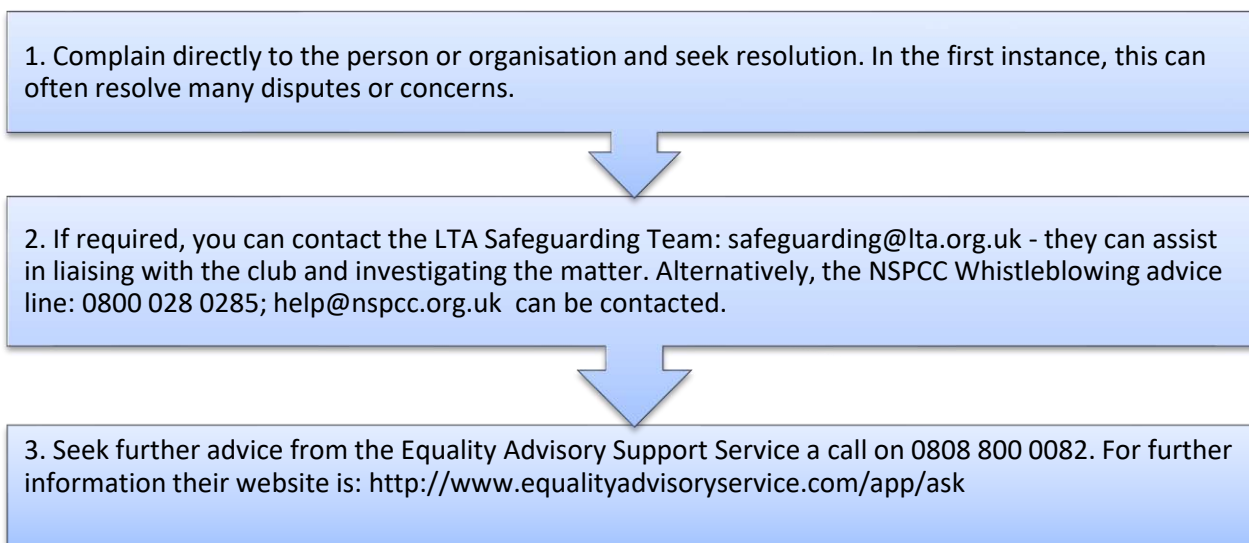 1. Complain directly to the person or organisation and seek resolution. In the first instance, this can
often resolve many disputes or concerns.
2. If required, you can contact the LTA Safeguarding Team: safeguarding@lta.org.uk - they can assist
in liaising with the club and investigating the matter. Alternatively, the NSPCC Whistleblowing advice
line: 0800 028 0285; help@nspcc.org.uk  can be contacted.
3. Seek further advice from the Equality Advisory Support Service a call on 0808 800 0082. For further
information their website is: http://www.equalityadvisoryservice.com/app/ask